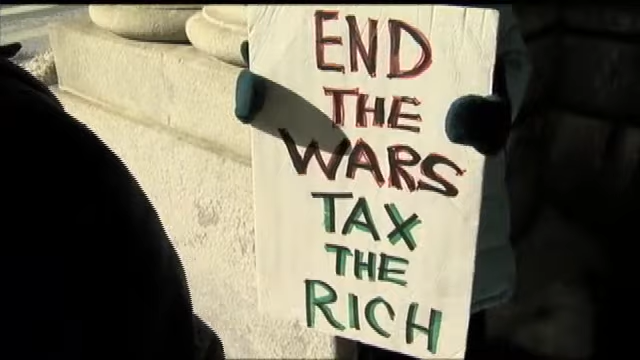 END
THE
WARS
TAX
THE
RICH